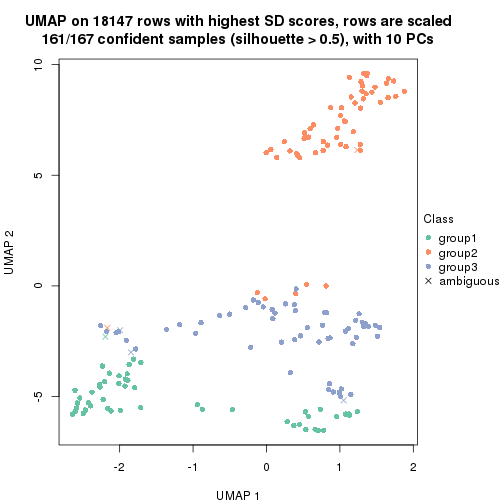 UMAP on 18147 rows with highest SD scores, rows are scaled
161/167 confident samples (silhouette > 0.5), with 10 PCs
10
5
0
-5
UMAP 2
-2
-1
0
1
2
UMAP 1
Class
group1
group2
group3
ambiguous